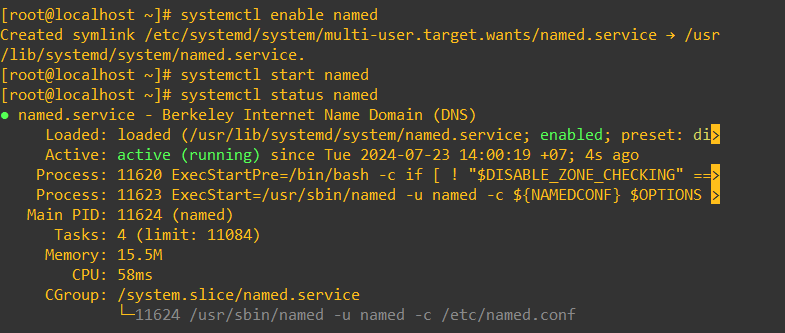 [root@localhost ~]# systemctl enable named
Created symlink /etc/systemd/system/multi-user.target.wants/named.service → /usr
/lib/systemd/system/named.service.
[root@localhost ~]# systemctl start named
[root@localhost ~]# systemctl status named
● named.service - Berkeley Internet Name Domain (DNS)
     Loaded: loaded (/usr/lib/systemd/system/named.service; enabled; preset: di>
     Active: active (running) since Tue 2024-07-23 14:00:19 +07; 4s ago
    Process: 11620 ExecStartPre=/bin/bash -c if [ ! "$DISABLE_ZONE_CHECKING" ==>
    Process: 11623 ExecStart=/usr/sbin/named -u named -c ${NAMEDCONF} $OPTIONS >
   Main PID: 11624 (named)
      Tasks: 4 (limit: 11084)
     Memory: 15.5M
        CPU: 58ms
     CGroup: /system.slice/named.service
             └─11624 /usr/sbin/named -u named -c /etc/named.conf